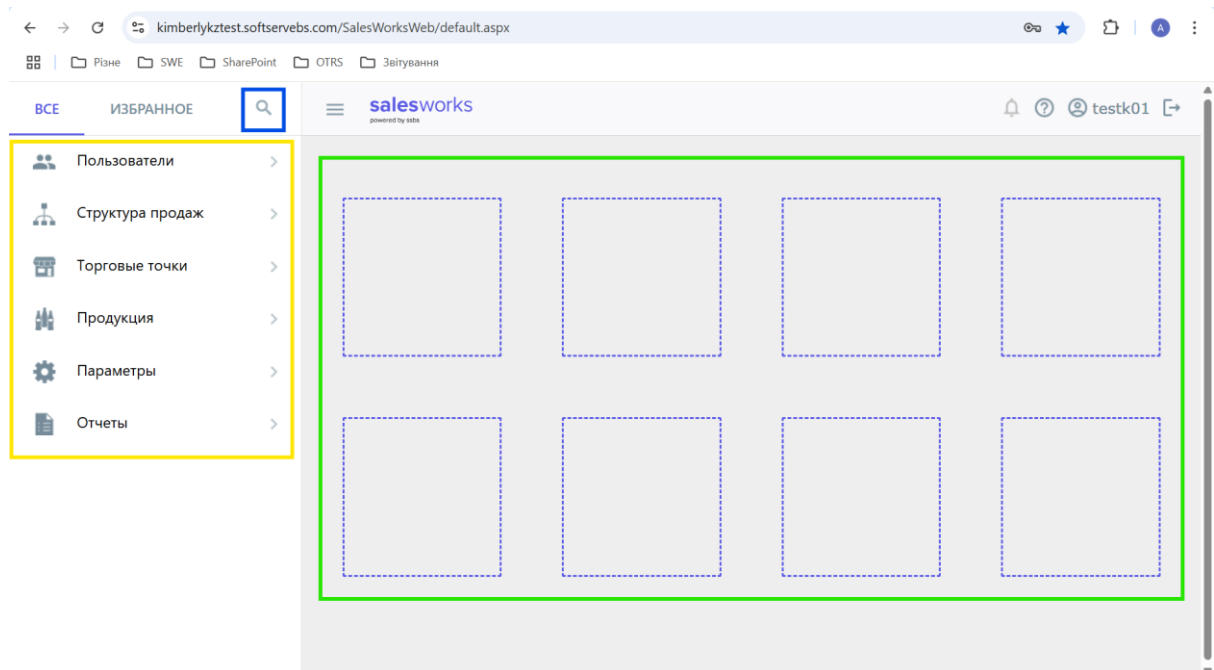 kimberlykztest.softservebs.com/SalesWorksWeb/default.aspx
A
Різне SWE SharePoint OTRS Звітування
ВСЕ ИЗБРАННОЕ
salesworks
powered by ssbs
testk01
Пользователи
Структура продаж
Торговые точки
Продукция
Параметры
Отчеты